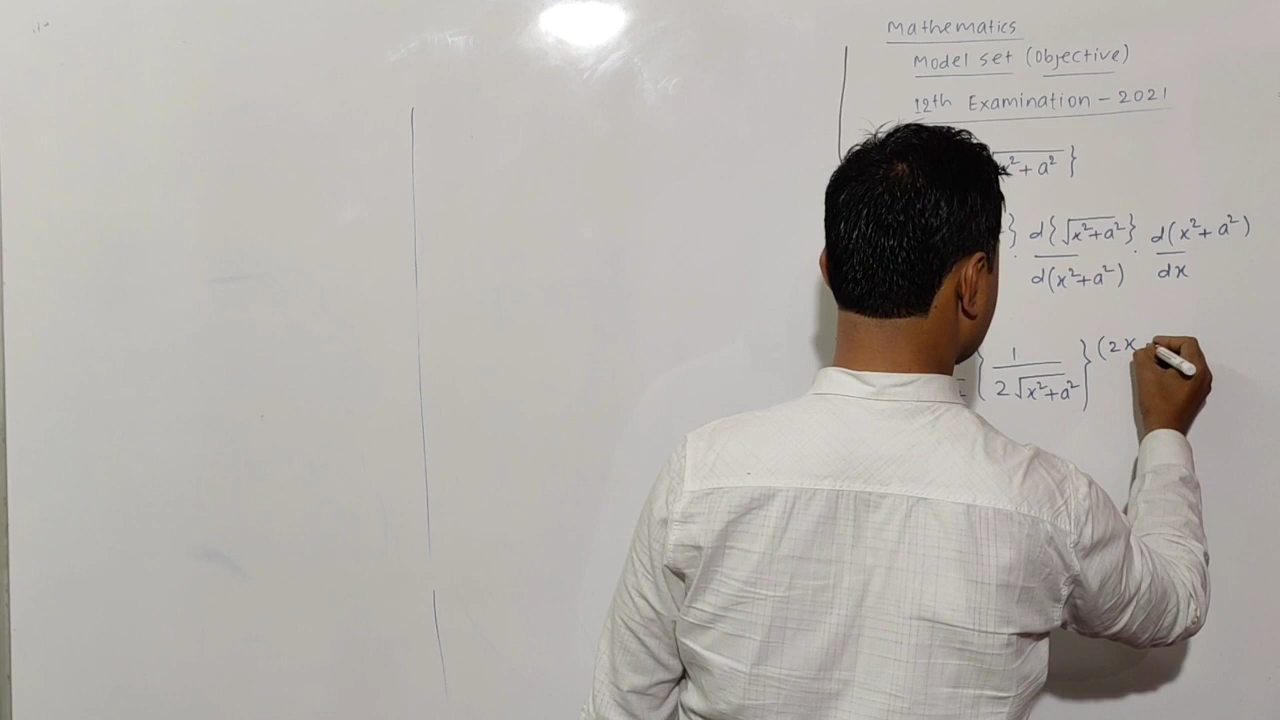 Mathematics
Model set (Objective)
12th Examination - 2021
√x²+a² }
} . d{√x²+a²} / d(x²+a²) . d(x²+a²) / dx
{ 1 / 2√x²+a² } (2x